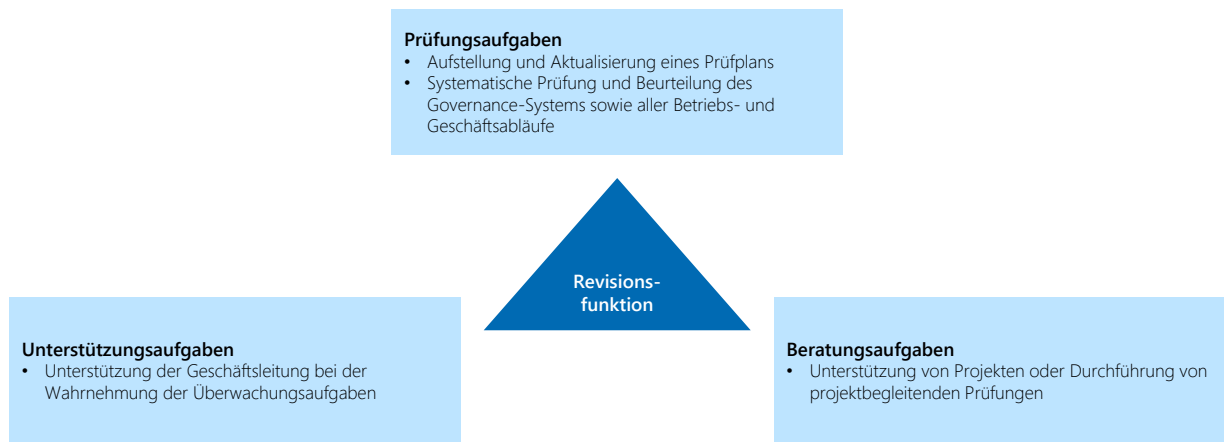 Prüfungsaufgaben
• Aufstellung und Aktualisierung eines Prüfplans
• Systematische Prüfung und Beurteilung des
Governance-Systems sowie aller Betriebs- und
Geschäftsabläufe
Revisions-
funktion
Unterstützungsaufgaben
• Unterstützung der Geschäftsleitung bei der
Wahrnehmung der Überwachungsaufgaben
Beratungsaufgaben
• Unterstützung von Projekten oder Durchführung von
projektbegleitenden Prüfungen